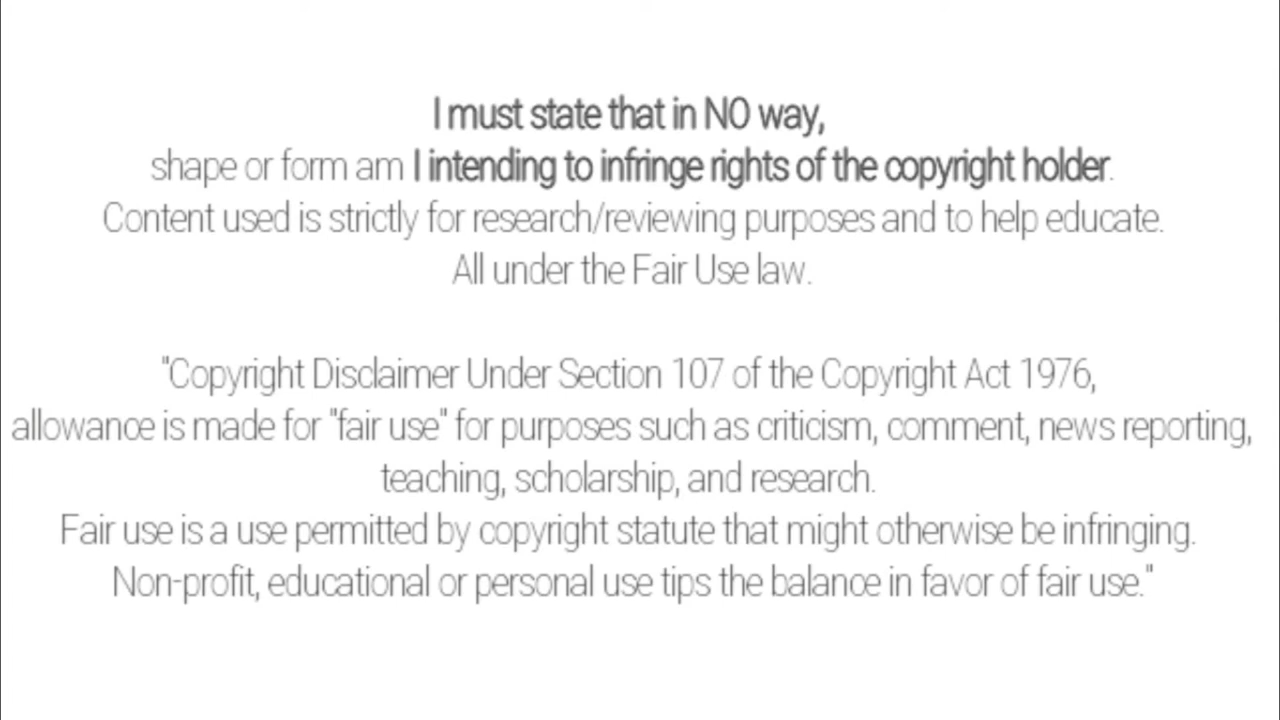 I must state that in NO way,
shape or form am I intending to infringe rights of the copyright holder.
Content used is strictly for research/reviewing purposes and to help educate.
All under the Fair Use law.
"Copyright Disclaimer Under Section 107 of the Copyright Act 1976,
allowance is made for "fair use" for purposes such as criticism, comment, news reporting,
teaching, scholarship, and research.
Fair use is a use permitted by copyright statute that might otherwise be infringing.
Non-profit, educational or personal use tips the balance in favor of fair use."